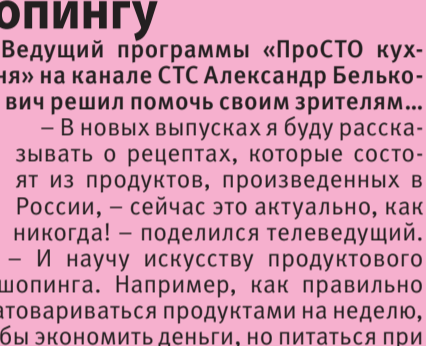 опингу
Ведущий программы «ПроСТО кух-
ня» на канале СТС Александр Белько-
вич решил помочь своим зрителям...
– В новых выпусках я буду расска-
зывать о рецептах, которые состо-
ят из продуктов, произведенных в
России, – сейчас это актуально, как
никогда! – поделился телеведущий.
– И научу искусству продуктового
шопинга. Например, как правильно
атовариваться продуктами на неделю,
бы экономить деньги, но питаться при